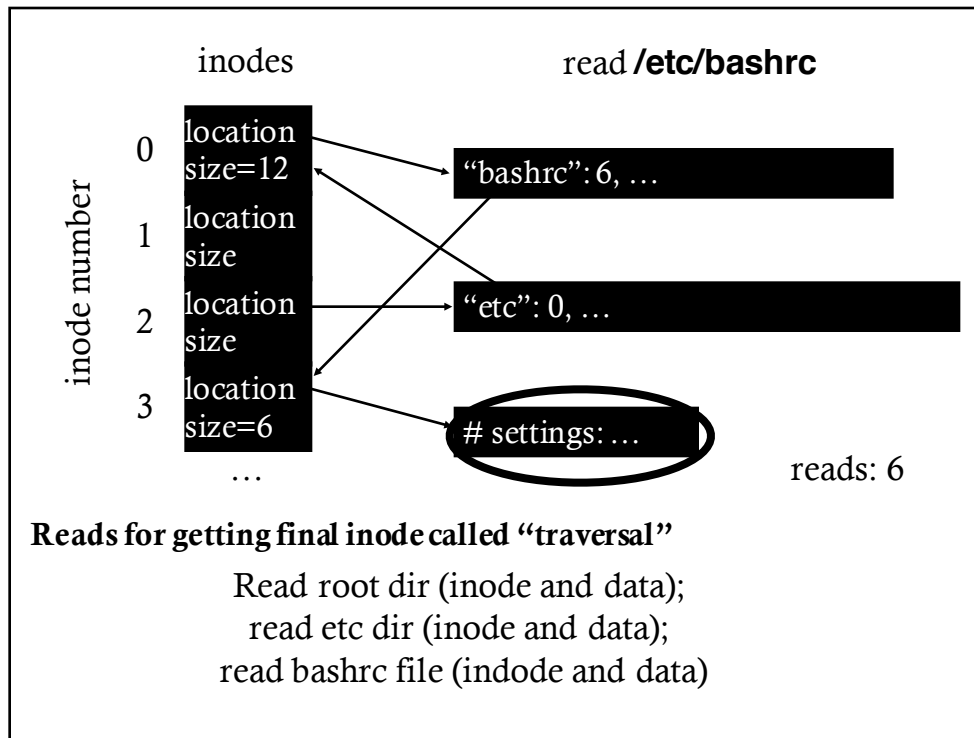 inodes
read /etc/bashrc
inode number
0
location
size=12
1
location
size
2
location
size
3
location
size=6
…
“bashrc”: 6, …
“etc”: 0, …
# settings: …
reads: 6
Reads for getting final inode called “traversal”
Read root dir (inode and data);
read etc dir (inode and data);
read bashrc file (indode and data)